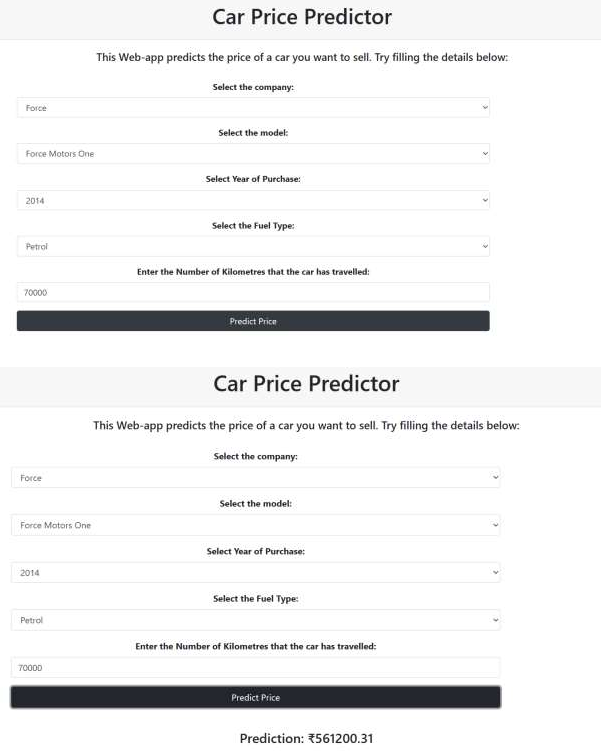 Car Price Predictor
This Web-app predicts the price of a car you want to sell. Try filling the details below:
Select the company:
Force
Select the model:
Force Motors One
Select Year of Purchase:
2014
Select the Fuel Type:
Petrol
Enter the Number of Kilometres that the car has travelled:
70000
Predict Price
Car Price Predictor
This Web-app predicts the price of a car you want to sell. Try filling the details below:
Select the company:
Force
Select the model:
Force Motors One
Select Year of Purchase:
2014
Select the Fuel Type:
Petrol
Enter the Number of Kilometres that the car has travelled:
70000
Predict Price
Prediction: ₹561200.31